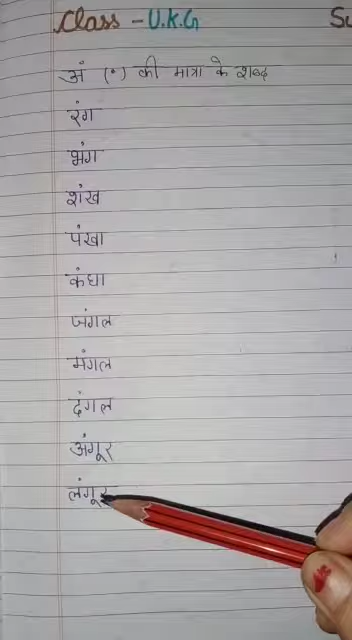 Class - U.K.G
अं (ं) की मात्रा के शब्द
रंग
भंग
शंख
पंखा
कंघा
जंगल
मंगल
दंगल
अंगूर
लंगूर